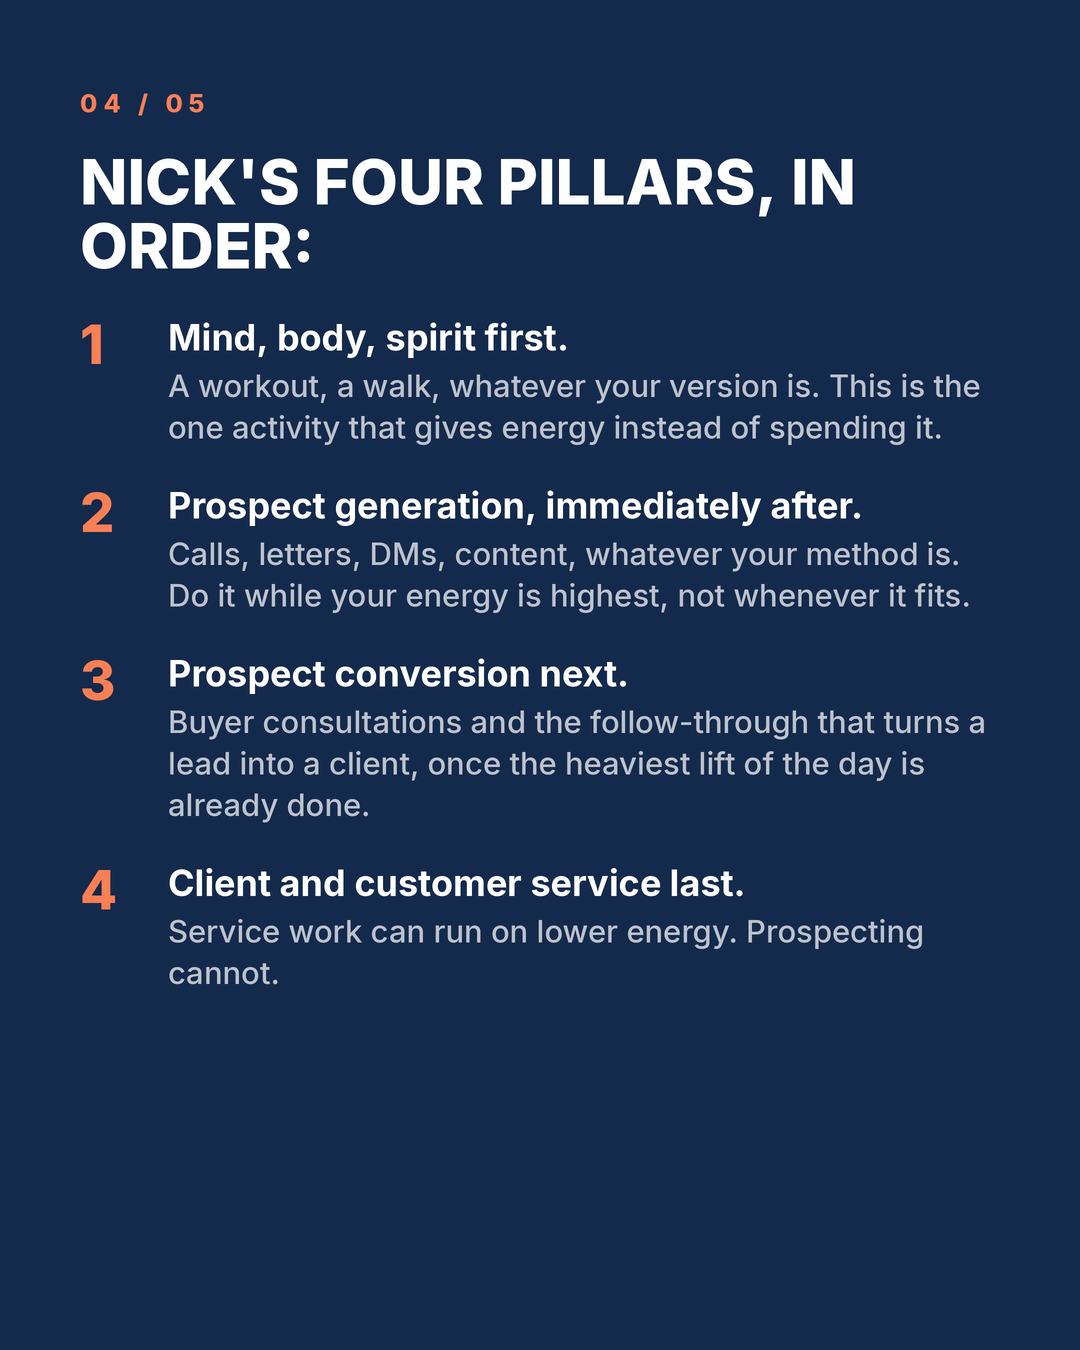 04 / 05
NICK'S FOUR PILLARS, IN
ORDER:
1
Mind, body, spirit first.
A workout, a walk, whatever your version is. This is the
one activity that gives energy instead of spending it.
2
Prospect generation, immediately after.
Calls, letters, DMs, content, whatever your method is.
Do it while your energy is highest, not whenever it fits.
3
Prospect conversion next.
Buyer consultations and the follow-through that turns a
lead into a client, once the heaviest lift of the day is
already done.
4
Client and customer service last.
Service work can run on lower energy. Prospecting
cannot.